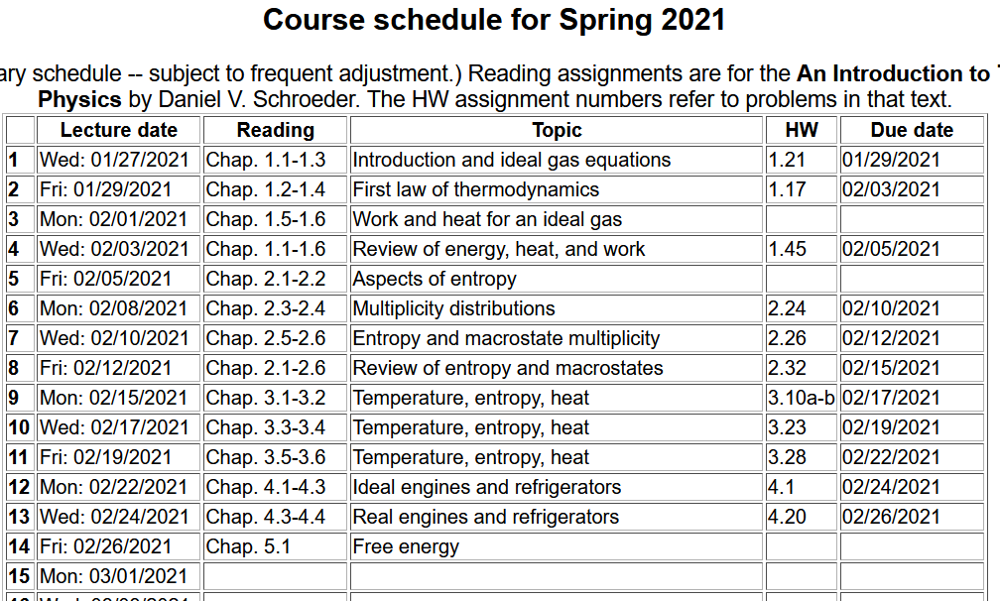 Course schedule for Spring 2021
schedule -- subject to frequent adjustment.) Reading assignments are for the An Introduction to
Physics by Daniel V. Schroeder. The HW assignment numbers refer to problems in that text.
Lecture date Reading Topic HW Due date
1 Wed: 01/27/2021 Chap. 1.1-1.3 Introduction and ideal gas equations 1.21 01/29/2021
2 Fri: 01/29/2021 Chap. 1.2-1.4 First law of thermodynamics 1.17 02/03/2021
3 Mon: 02/01/2021 Chap. 1.5-1.6 Work and heat for an ideal gas
4 Wed: 02/03/2021 Chap. 1.1-1.6 Review of energy, heat, and work 1.45 02/05/2021
5 Fri: 02/05/2021 Chap. 2.1-2.2 Aspects of entropy
6 Mon: 02/08/2021 Chap. 2.3-2.4 Multiplicity distributions 2.24 02/10/2021
7 Wed: 02/10/2021 Chap. 2.5-2.6 Entropy and macrostate multiplicity 2.26 02/12/2021
8 Fri: 02/12/2021 Chap. 2.1-2.6 Review of entropy and macrostates 2.32 02/15/2021
9 Mon: 02/15/2021 Chap. 3.1-3.2 Temperature, entropy, heat 3.10a-b 02/17/2021
10 Wed: 02/17/2021 Chap. 3.3-3.4 Temperature, entropy, heat 3.23 02/19/2021
11 Fri: 02/19/2021 Chap. 3.5-3.6 Temperature, entropy, heat 3.28 02/22/2021
12 Mon: 02/22/2021 Chap. 4.1-4.3 Ideal engines and refrigerators 4.1 02/24/2021
13 Wed: 02/24/2021 Chap. 4.3-4.4 Real engines and refrigerators 4.20 02/26/2021
14 Fri: 02/26/2021 Chap. 5.1 Free energy
15 Mon: 03/01/2021